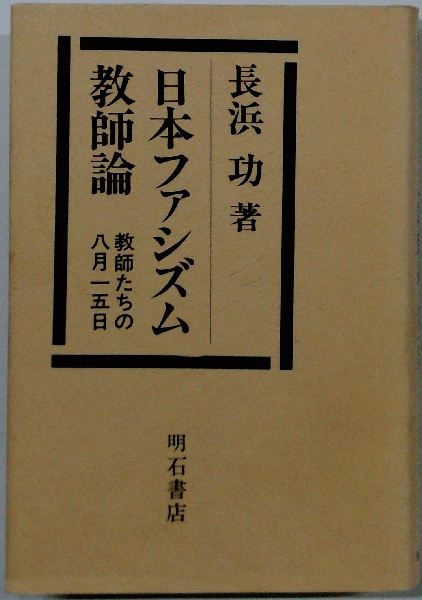 長浜 功 著
日本ファシズム
教師論
教師たちの
八月一五日
明石書店